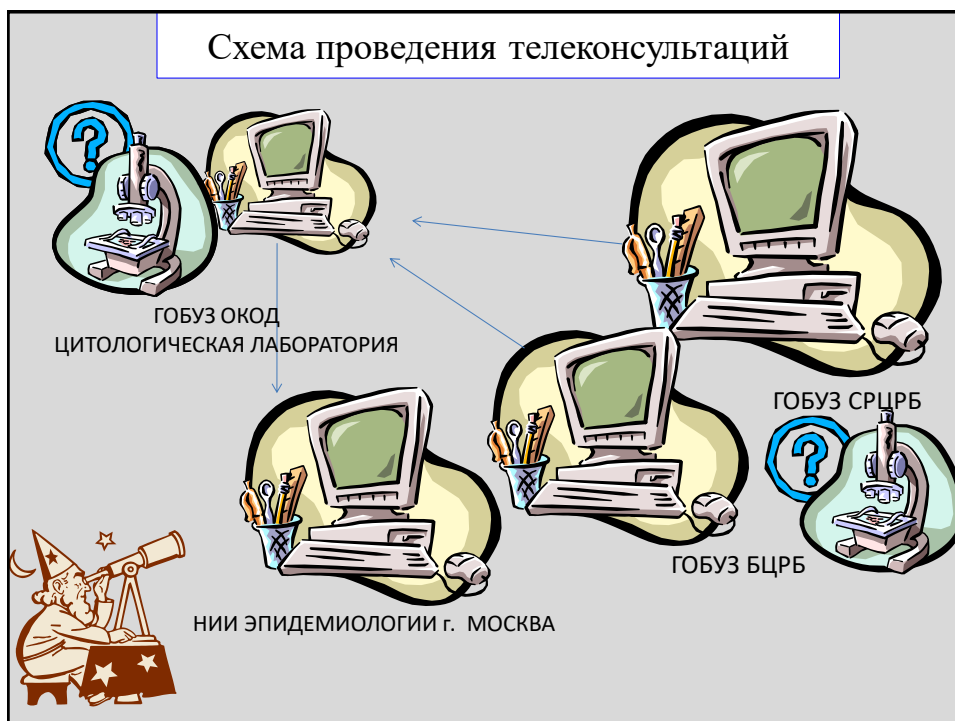 Схема проведения телеконсультаций
?
ГОБУЗ ОКОД
ЦИТОЛОГИЧЕСКАЯ ЛАБОРАТОРИЯ
ГОБУЗ СРЦРБ
?
ГОБУЗ БЦРБ
НИИ ЭПИДЕМИОЛОГИИ г. МОСКВА